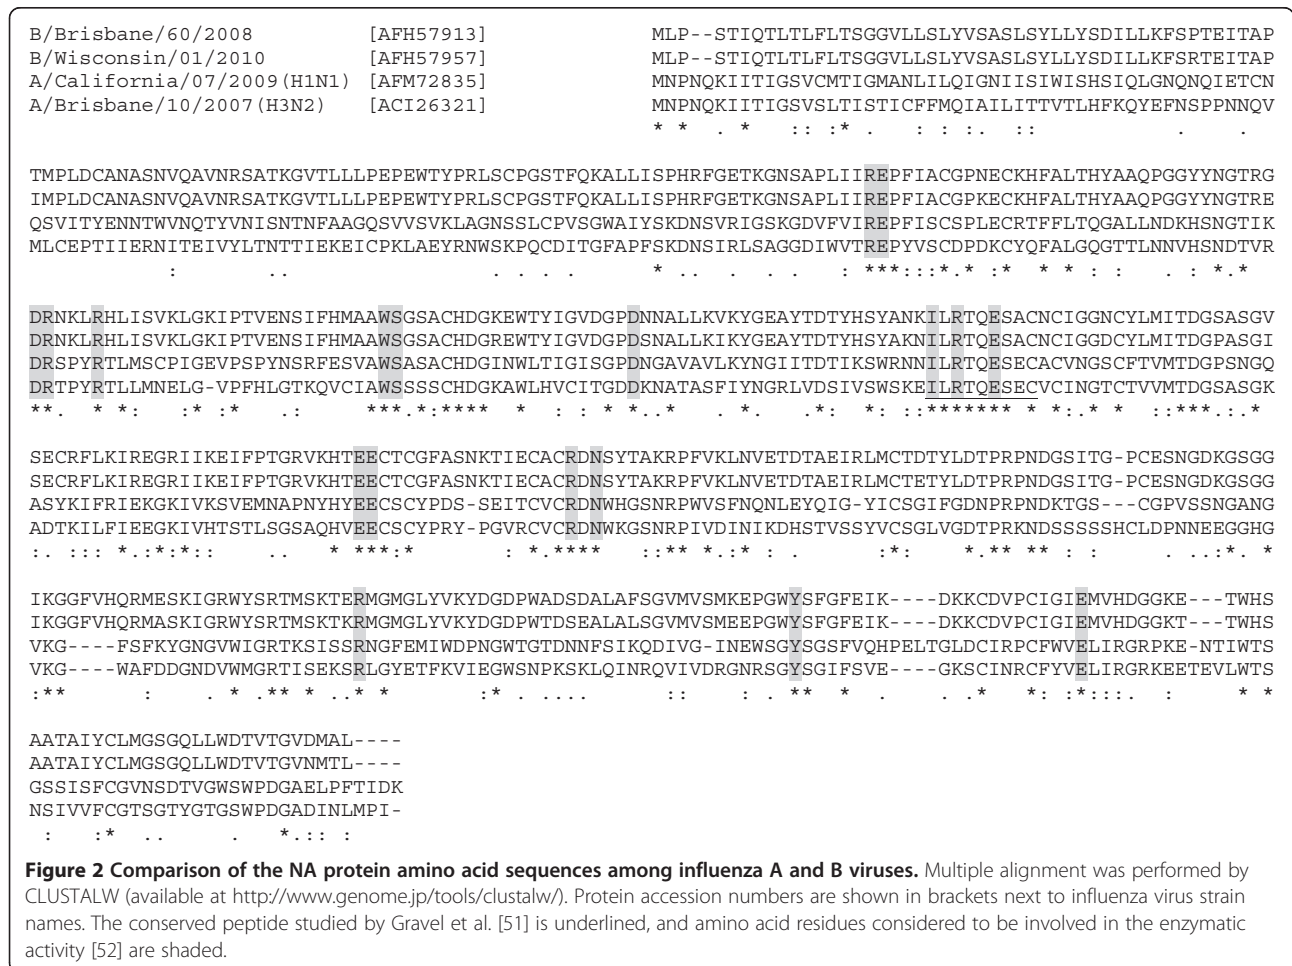 B/Brisbane/60/2008 [AFH57913] MLP--STIQTLTLFLTSGGVLLSLYVSASLSYLLYSDILLKFSPTEITAP
B/Wisconsin/01/2010 [AFH57957] MLP--STIQTLTLFLTSGGVLLSLYVSASLSYLLYSDILLKFSRTEITAP
A/California/07/2009(H1N1) [AFM72835] MNPNQKIITIGSVCMTIGMANLILQIGNIISIWISHSIQLGNQNQIETCN
A/Brisbane/10/2007(H3N2) [ACI26321] MNPNQKIITIGSVSLTISTICFFMQIAILITTVTLHFKQYEFNSPPNNQV
* * . * :: :* . : : :. :: . .
TMPLDCANASNVQAVNRSATKGVTLLLPEPEWTYPRLSCPGSTFQKALLISPHRFGETKGNSAPLIIREPFIACGPNECKHFALTHYAAQPGGYYNGTRG
IMPLDCANASNVQAVNRSATKGVTLLLPEPEWTYPRLSCPGSTFQKALLISPHRFGETKGNSAPLIIREPFIACGPKECKHFALTHYAAQPGGYYNGTRE
QSVITYENNTWVNQTYVNISNTNFAAGQSVVSVKLAGNSSLCPVSGWAIYSKDNSVRIGSKGDVFVIREPFISCSPLECRTFFLTQGALLNDKHSNGTIK
MLCEPTIIERNITEIVYLTNTTIEKEICPKLAEYRNWSKPQCDITGFAPFSKDNSIRLSAGGDIWVTREPYVSCDPDKCYQFALGQGTTLNNVHSNDTVR
: .. . . . . * .. . . . : ***:::*.* :* * * : . : *.*
DRNKLRHLISVKLGKIPTVENSIFHMAAWSGSACHDGKEWTYIGVDGPDNNALLKVKYGEAYTDTYHSYANKILRTQESACNCIGGNCYLMITDGSASGV
DRNKLRHLISVKLGKIPTVENSIFHMAAWSGSACHDGREWTYIGVDGPDSNALLKIKYGEAYTDTYHSYAKNILRTQESACNCIGGDCYLMITDGPASGI
DRSPYRTLMSCPIGEVPSPYNSRFESVAWSASACHDGINWLTIGISGPDNGAVAVLKYNGIITDTIKSWRNNILRTQESECACVNGSCFTVMTDGPSNGQ
DRTPYRTLLMNELG-VPFHLGTKQVCIAWSSSSCHDGKAWLHVCITGDDKNATASFIYNGRLVDSIVSWSKEILRTQESECVCINGTCTVVMTDGSASGK
**. * *: :* :* .: ***.*:**** * : : * *..* . *. .*: *: :******* * *:.* * ::***.:.*
SECRFLKIREGRIIKEIFPTGRVKHTEECTCGFASNKTIECACRDNSYTAKRPFVKLNVETDTAEIRLMCTDTYLDTPRPNDGSITG-PCESNGDKGSGG
SECRFLKIREGRIIKEIFPTGRVKHTEECTCGFASNKTIECACRDNSYTAKRPFVKLNVETDTAEIRLMCTETYLDTPRPNDGSITG-PCESNGDKGSGG
ASYKIFRIEKGKIVKSVEMNAPNYHYEECSCYPDS-SEITCVCRDNWHGSNRPWVSFNQNLEYQIG-YICSGIFGDNPRPNDKTGS---CGPVSSNGANG
ADTKILFIEEGKIVHTSTLSGSAQHVEECSCYPRY-PGVRCVCRDNWKGSNRPIVDINIKDHSTVSSYVCSGLVGDTPRKNDSSSSSHCLDPNNEEGGHG
:. ::: *.:*:*:: .. * ***:* : *.**** ::** *.:* : . :*: *.** ** : : . ..:*. *
IKGGFVHQRMESKIGRWYSRTMSKTERMGMGLYVKYDGDPWADSDALAFSGVMVSMKEPGWYSFGFEIK----DKKCDVPCIGIEMVHDGGKE---TWHS
IKGGFVHQRMASKIGRWYSRTMSKTKRMGMGLYVKYDGDPWTDSEALALSGVMVSMEEPGWYSFGFEIK----DKKCDVPCIGIEMVHDGGKT---TWHS
VKG----FSFKYGNGVWIGRTKSISSRNGFEMIWDPNGWTGTDNNFSIKQDIVG-INEWSGYSGSFVQHPELTGLDCIRPCFWVELIRGRPKE-NTIWTS
VKG----WAFDDGNDVWMGRTISEKSRLGYETFKVIEGWSNPKSKLQINRQVIVDRGNRSGYSGIFSVE----GKSCINRCFYVELIRGRKEETEVLWTS
:** : . * .** * .* * :* . .... :: : . ** * . .* *: :*:::. : * *
AATAIYCLMGSGQLLWDTVTGVDMAL----
AATAIYCLMGSGQLLWDTVTGVNMTL----
GSSISFCGVNSDTVGWSWPDGAELPFTIDK
NSIVVFCGTSGTYGTGSWPDGADINLMPI-
: :* .. . *.:: :
Figure 2 Comparison of the NA protein amino acid sequences among influenza A and B viruses. Multiple alignment was performed by
CLUSTALW (available at http://www.genome.jp/tools/clustalw/). Protein accession numbers are shown in brackets next to influenza virus strain
names. The conserved peptide studied by Gravel et al. [51] is underlined, and amino acid residues considered to be involved in the enzymatic
activity [52] are shaded.